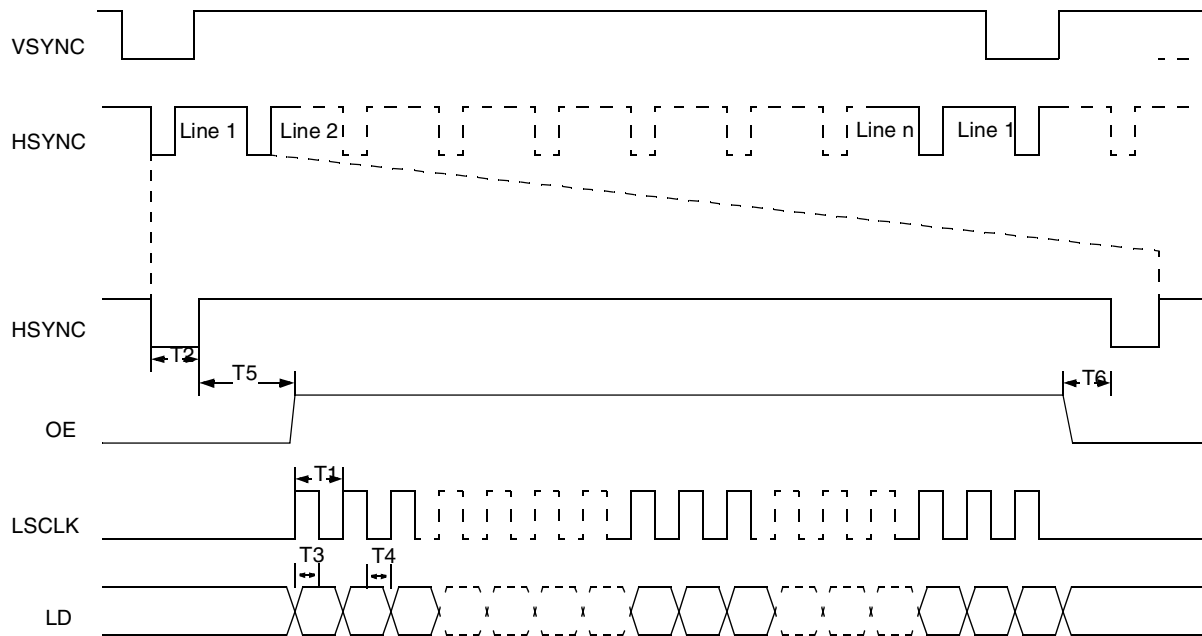 VSYNC
HSYNC
Line 1
Line 2
Line n
Line 1
HSYNC
T2
T5
T6
OE
T1
LSCLK
T3
T4
LD